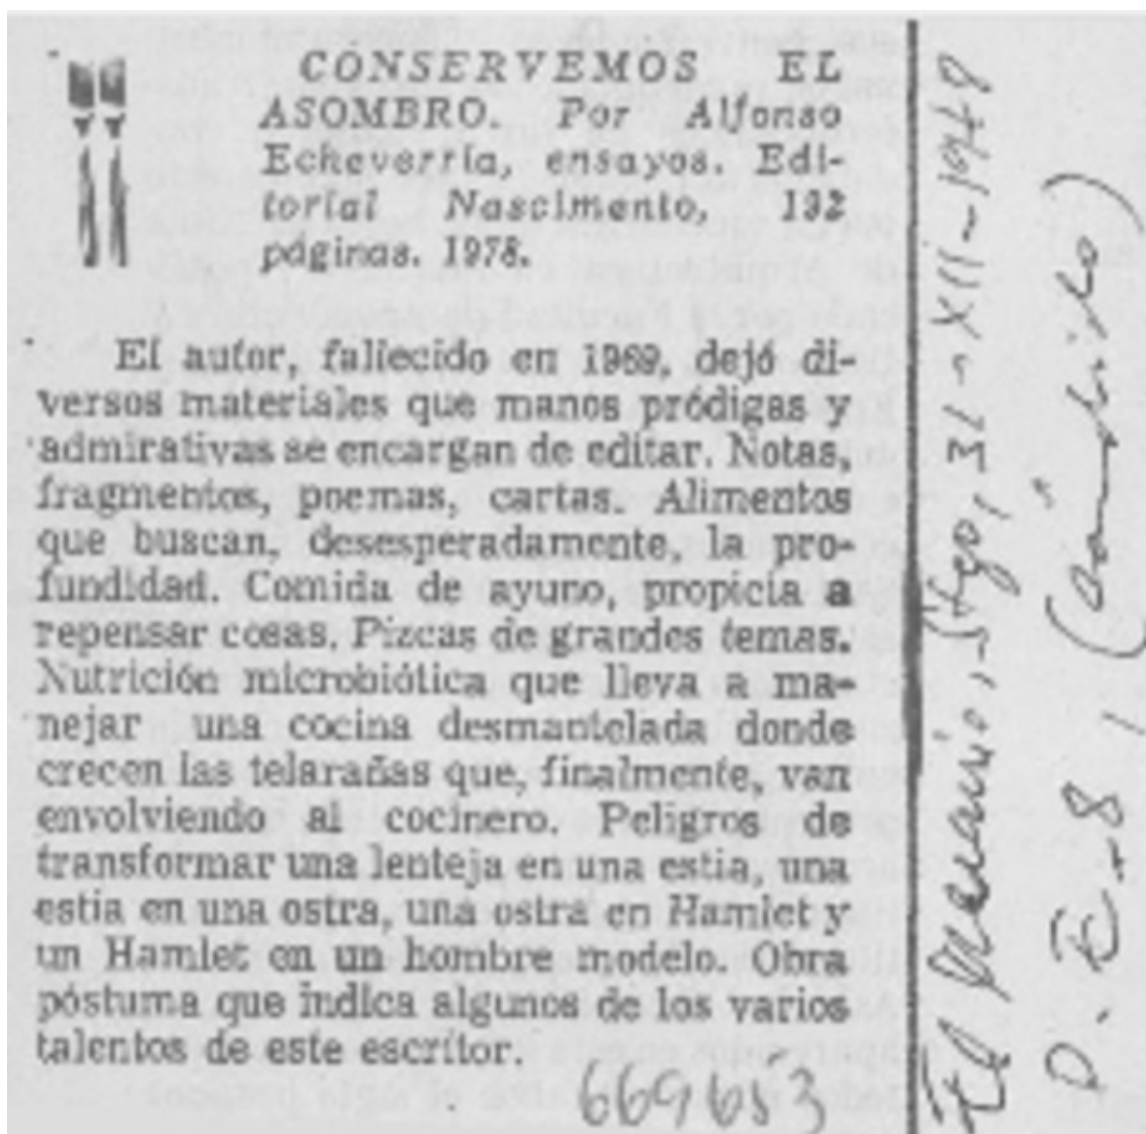 CONSERVEMOS EL
ASOMBRO. Por Alfonso
Echeverría, ensayos. Edi-
torial Nascimento, 132
páginas. 1978.
El autor, fallecido en 1969, dejó di-
versos materiales que manos pródigas y
admirativas se encargan de editar. Notas,
fragmentos, poemas, cartas. Alimentos
que buscan, desesperadamente, la pro-
fundidad. Comida de ayuno, propicia a
repensar cosas. Pizcas de grandes temas.
Nutrición microbiótica que lleva a ma-
nejar una cocina desmantelada donde
crecen las telarañas que, finalmente, van
envolviendo al cocinero. Peligros de
transformar una lenteja en una estia, una
estia en una ostra, una ostra en Hamlet y
un Hamlet en un hombre modelo. Obra
póstuma que indica algunos de los varios
talentos de este escritor.
669653
El Mercurio, Stgo, 31-XII-1978
p. E-8